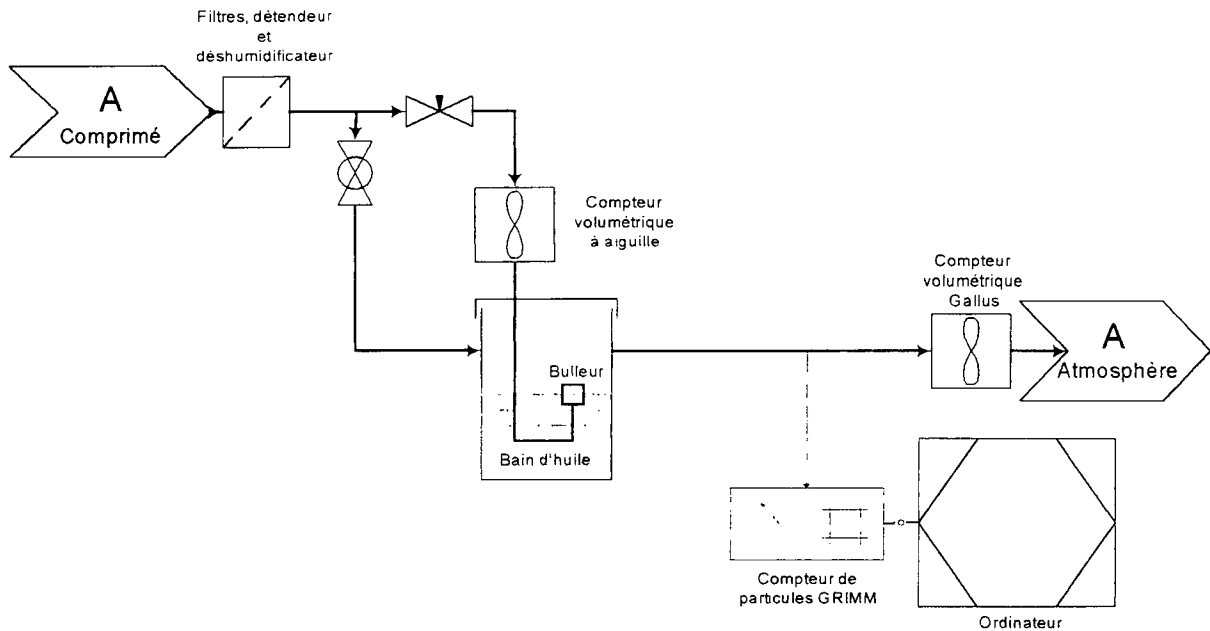 Filtres, détendeur
et
déshumidificateur
A
Comprimé
Compteur
volumétrique
à aiguille
Compteur
volumétrique
Gallus
A
Atmosphère
Bulleur
Bain d'huile
Compteur de
particules GRIMM
Ordinateur